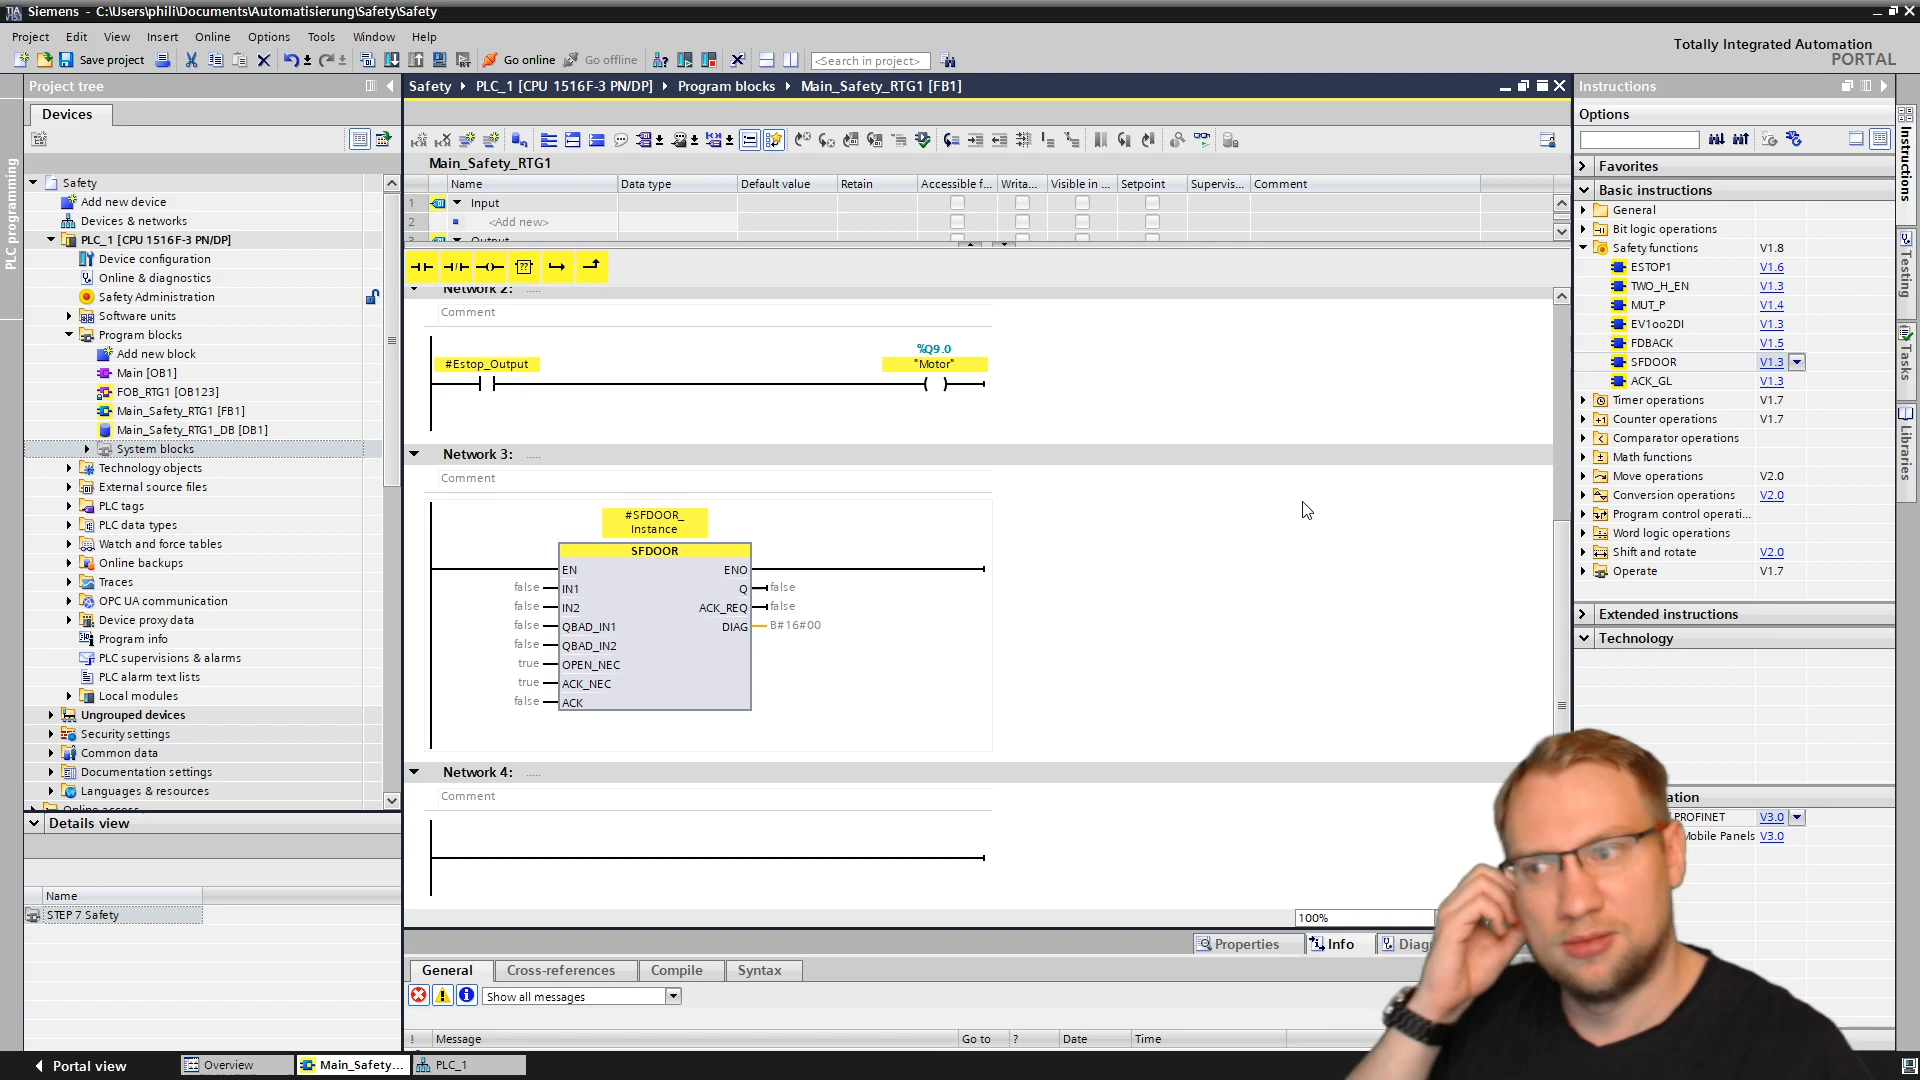 Siemens - C:\Users\phili\Documents\Automatisierung\Safety\Safety
Project Edit View Insert Online Options Tools Window Help
Totally Integrated Automation
PORTAL
Save project
Go online
Go offline
<Search in project>
Project tree
Devices
PLC programming
Safety
Add new device
Devices & networks
PLC_1 [CPU 1516F-3 PN/DP]
Device configuration
Online & diagnostics
Safety Administration
Software units
Program blocks
Add new block
Main [OB1]
FOB_RTG1 [OB123]
Main_Safety_RTG1 [FB1]
Main_Safety_RTG1_DB [DB1]
System blocks
Technology objects
External source files
PLC tags
PLC data types
Watch and force tables
Online backups
Traces
OPC UA communication
Device proxy data
Program info
PLC supervisions & alarms
PLC alarm text lists
Local modules
Ungrouped devices
Security settings
Common data
Documentation settings
Languages & resources
Online access
Details view
Name
STEP 7 Safety
Safety PLC_1 [CPU 1516F-3 PN/DP] Program blocks Main_Safety_RTG1 [FB1]
Main_Safety_RTG1
Name Data type Default value Retain Accessible f... Writa... Visible in ... Setpoint Supervis... Comment
1 Input
2 <Add new>
3 Output
??
Network 2: .....
Comment
%Q9.0
#Estop_Output "Motor"
Network 3: .....
Comment
#SFDOOR_
Instance
SFDOOR
EN ENO
false IN1 Q false
false IN2 ACK_REQ false
false QBAD_IN1 DIAG B#16#00
false QBAD_IN2
true OPEN_NEC
true ACK_NEC
false ACK
Network 4: .....
Comment
100%
Properties Info Diag
General Cross-references Compile Syntax
Show all messages
! Message Go to ? Date Time
Instructions
Options
Favorites
Basic instructions
General
Bit logic operations
Safety functions V1.8
ESTOP1 V1.6
TWO_H_EN V1.3
MUT_P V1.4
EV1oo2DI V1.3
FDBACK V1.5
SFDOOR V1.3
ACK_GL V1.3
Timer operations V1.7
Counter operations V1.7
Comparator operations
Math functions
Move operations V2.0
Conversion operations V2.0
Program control operati...
Word logic operations
Shift and rotate V2.0
Operate V1.7
Extended instructions
Technology
ation
PROFINET V3.0
Mobile Panels V3.0
Instructions
Testing
Tasks
Libraries
Portal view
Overview
Main_Safety...
PLC_1